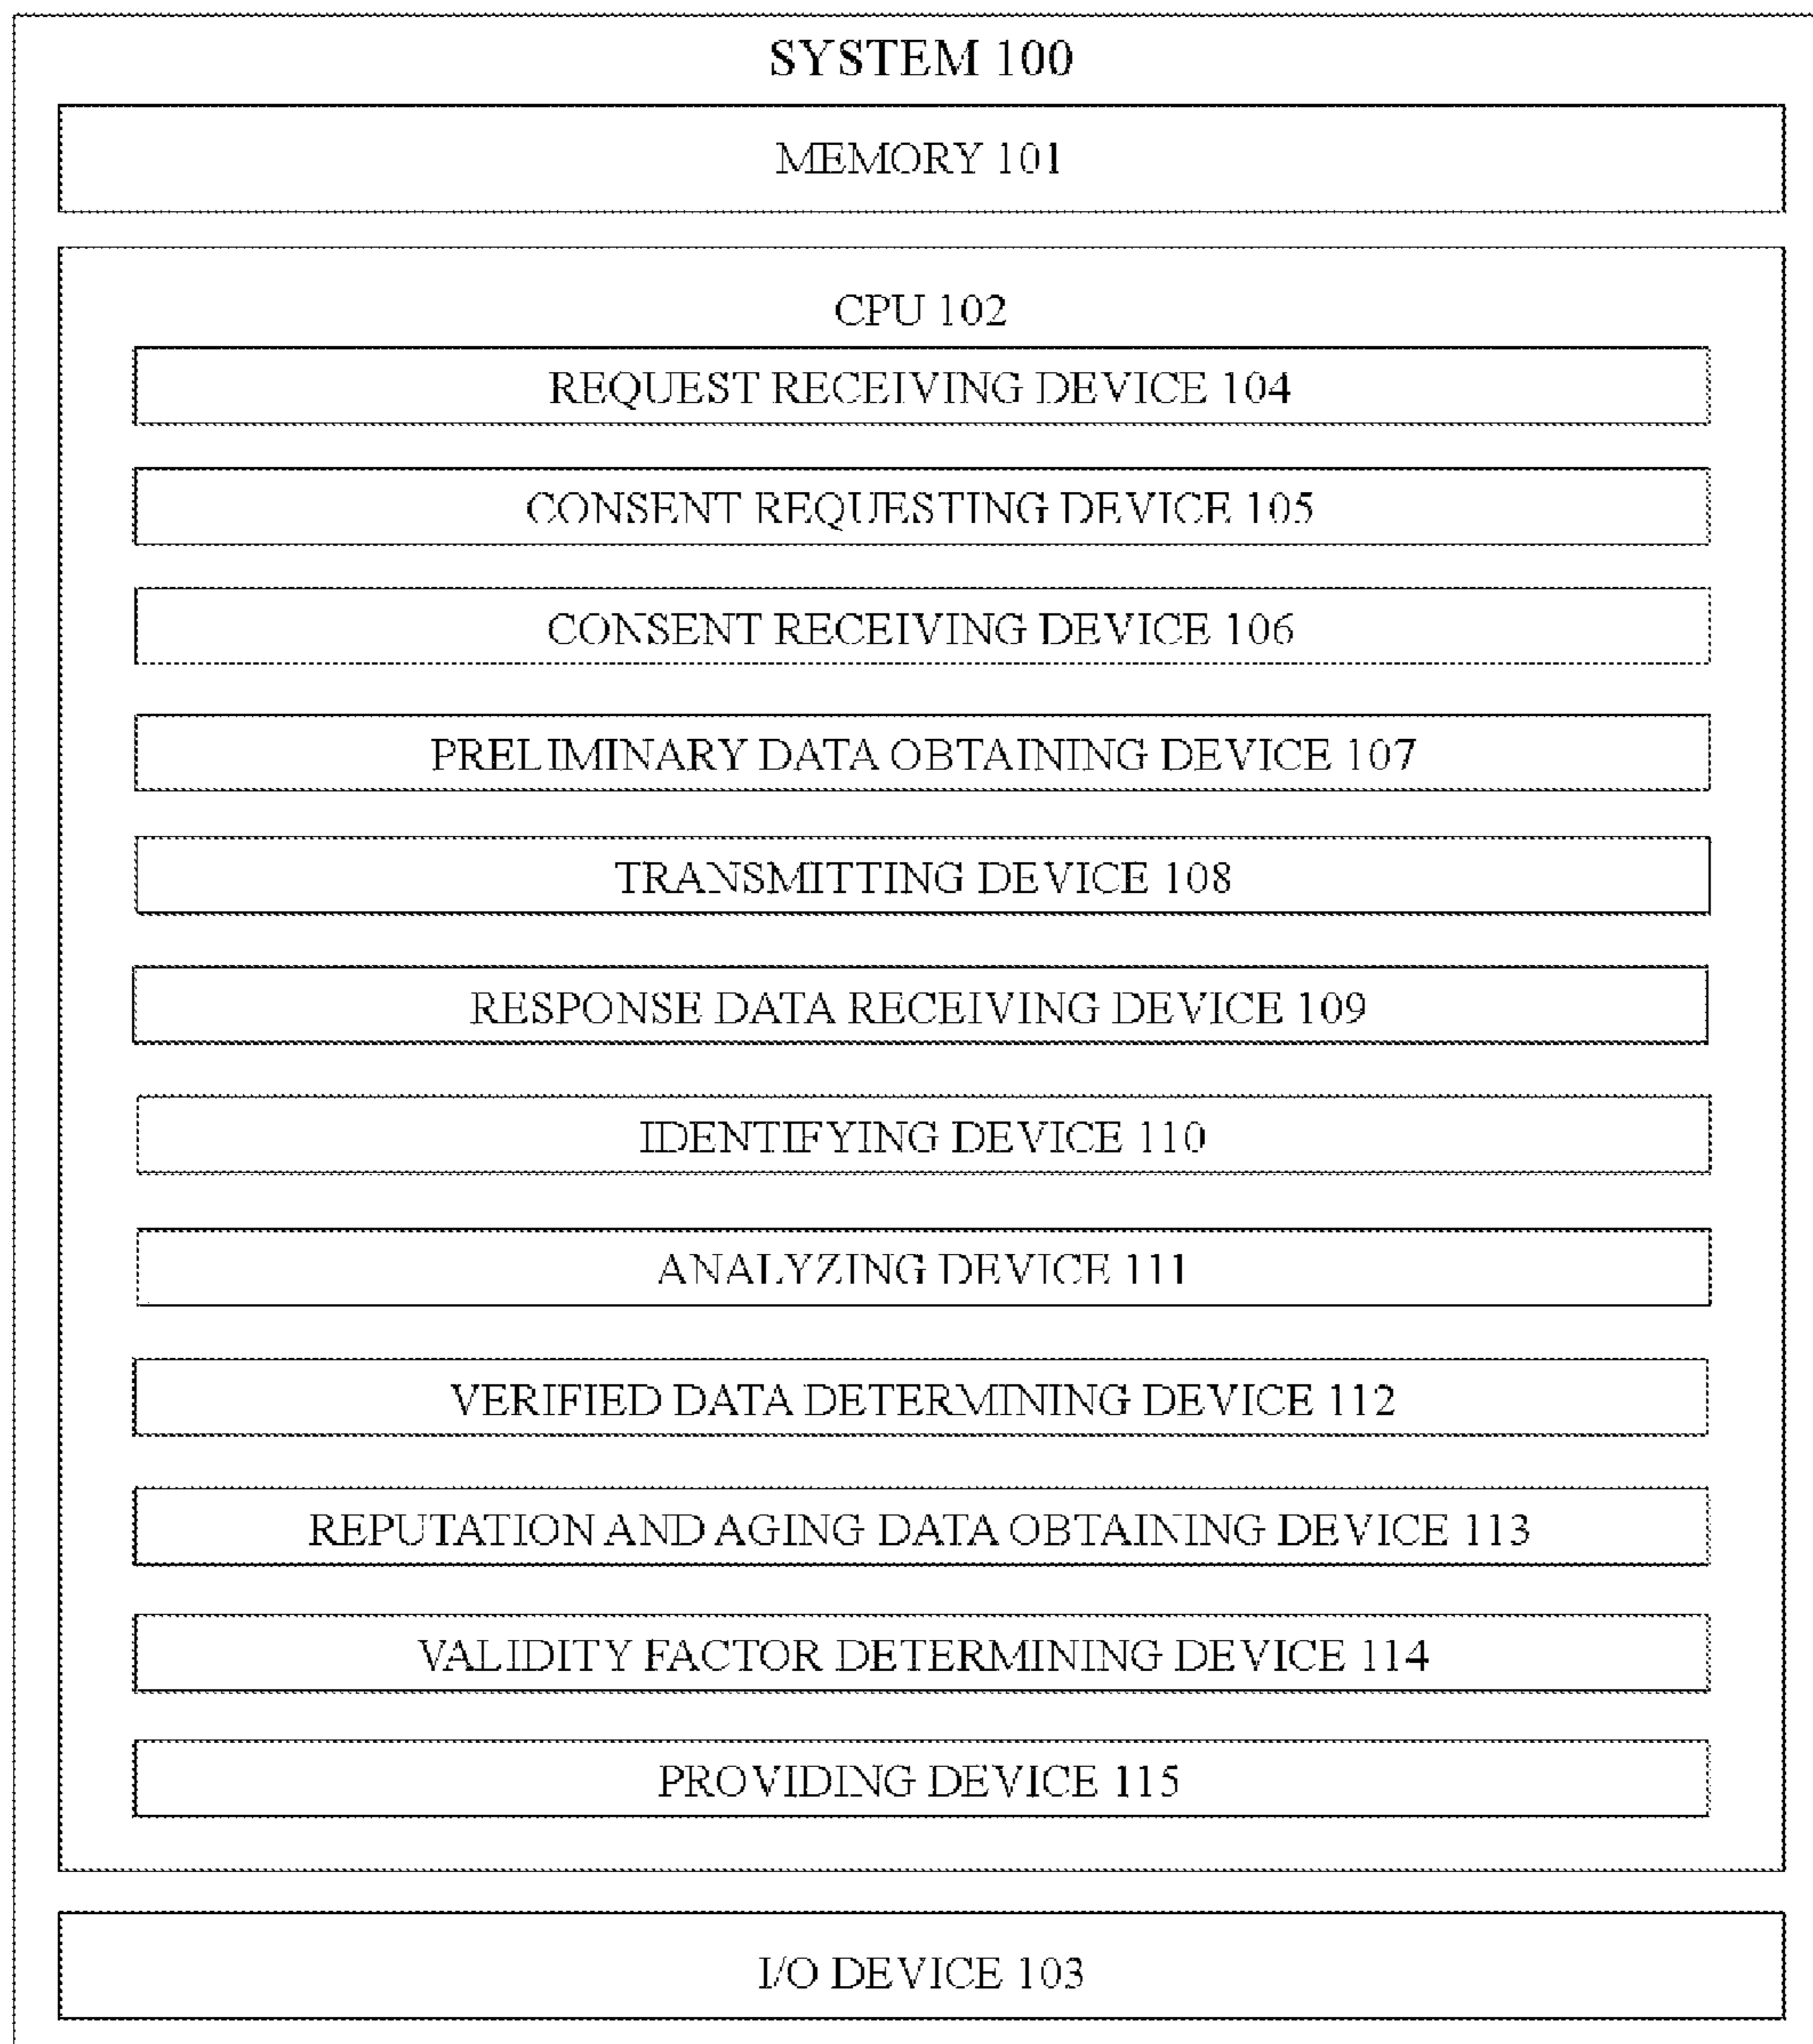 SYSTEM 100
MEMORY 101
CPU 102
REQUEST RECEIVING DEVICE 104
CONSENT REQUESTING DEVICE 105
CONSENT RECEIVING DEVICE 106
PRELIMINARY DATA OBTAINING DEVICE 107
TRANSMITTING DEVICE 108
RESPONSE DATA RECEIVING DEVICE 109
IDENTIFYING DEVICE 110
ANALYZING DEVICE 111
VERIFIED DATA DETERMINING DEVICE 112
REPUTATION AND AGING DATA OBTAINING DEVICE 113
VALIDITY FACTOR DETERMINING DEVICE 114
PROVIDING DEVICE 115
I/O DEVICE 103